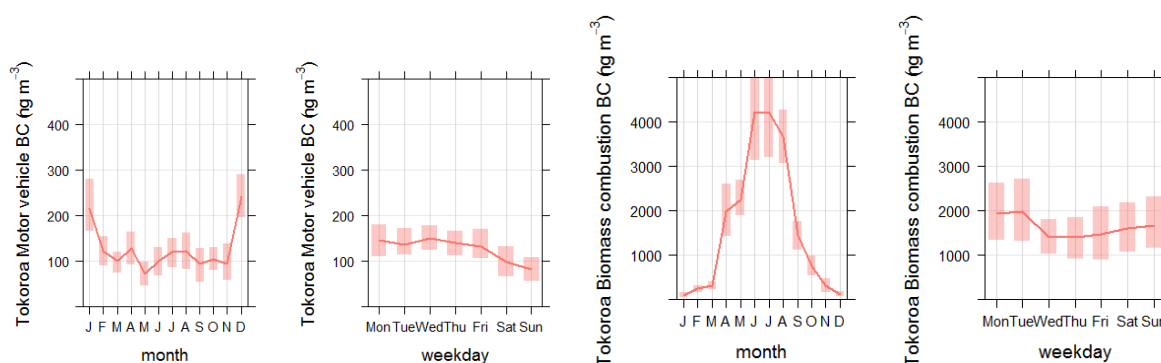 Tokoroa Motor vehicle BC (ng m⁻³)
400
300
200
100
J F M A M J J A S O N D
month
Tokoroa Motor vehicle BC (ng m⁻³)
400
300
200
100
Mon Tue Wed Thu Fri Sat Sun
weekday
Tokoroa Biomass combustion BC (ng m⁻³)
4000
3000
2000
1000
J F M A M J J A S O N D
month
Tokoroa Biomass combustion BC (ng m⁻³)
4000
3000
2000
1000
Mon Tue Wed Thu Fri Sat Sun
weekday